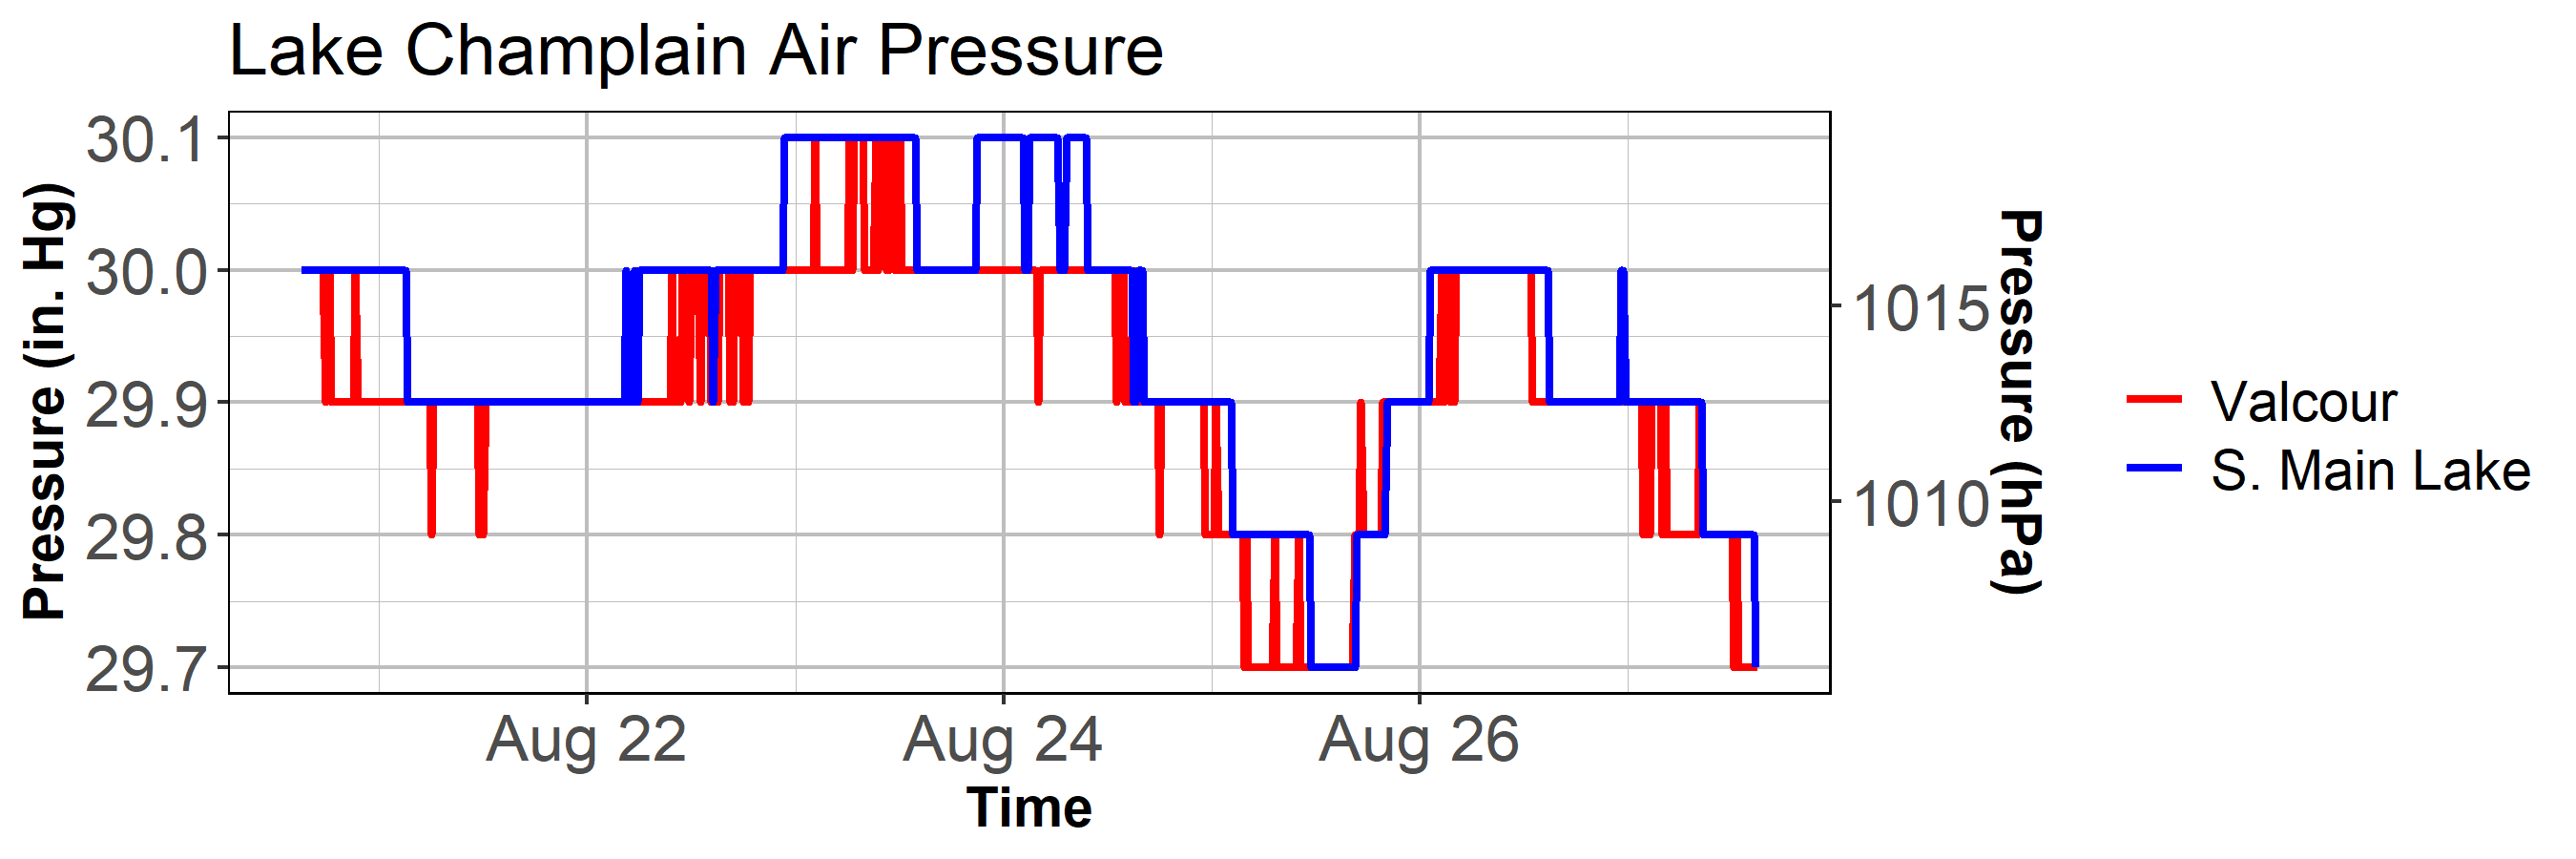 Lake Champlain Air Pressure
Pressure (in. Hg)
30.1
30.0
29.9
29.8
29.7
Aug 22
Aug 24
Aug 26
Time
1015
1010
Pressure (hPa)
Valcour
S. Main Lake